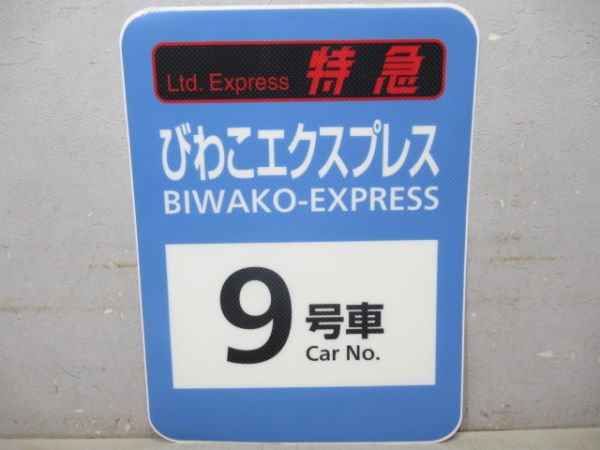 Ltd. Express 特急
びわこエクスプレス
BIWAKO-EXPRESS
9 号車
Car No.